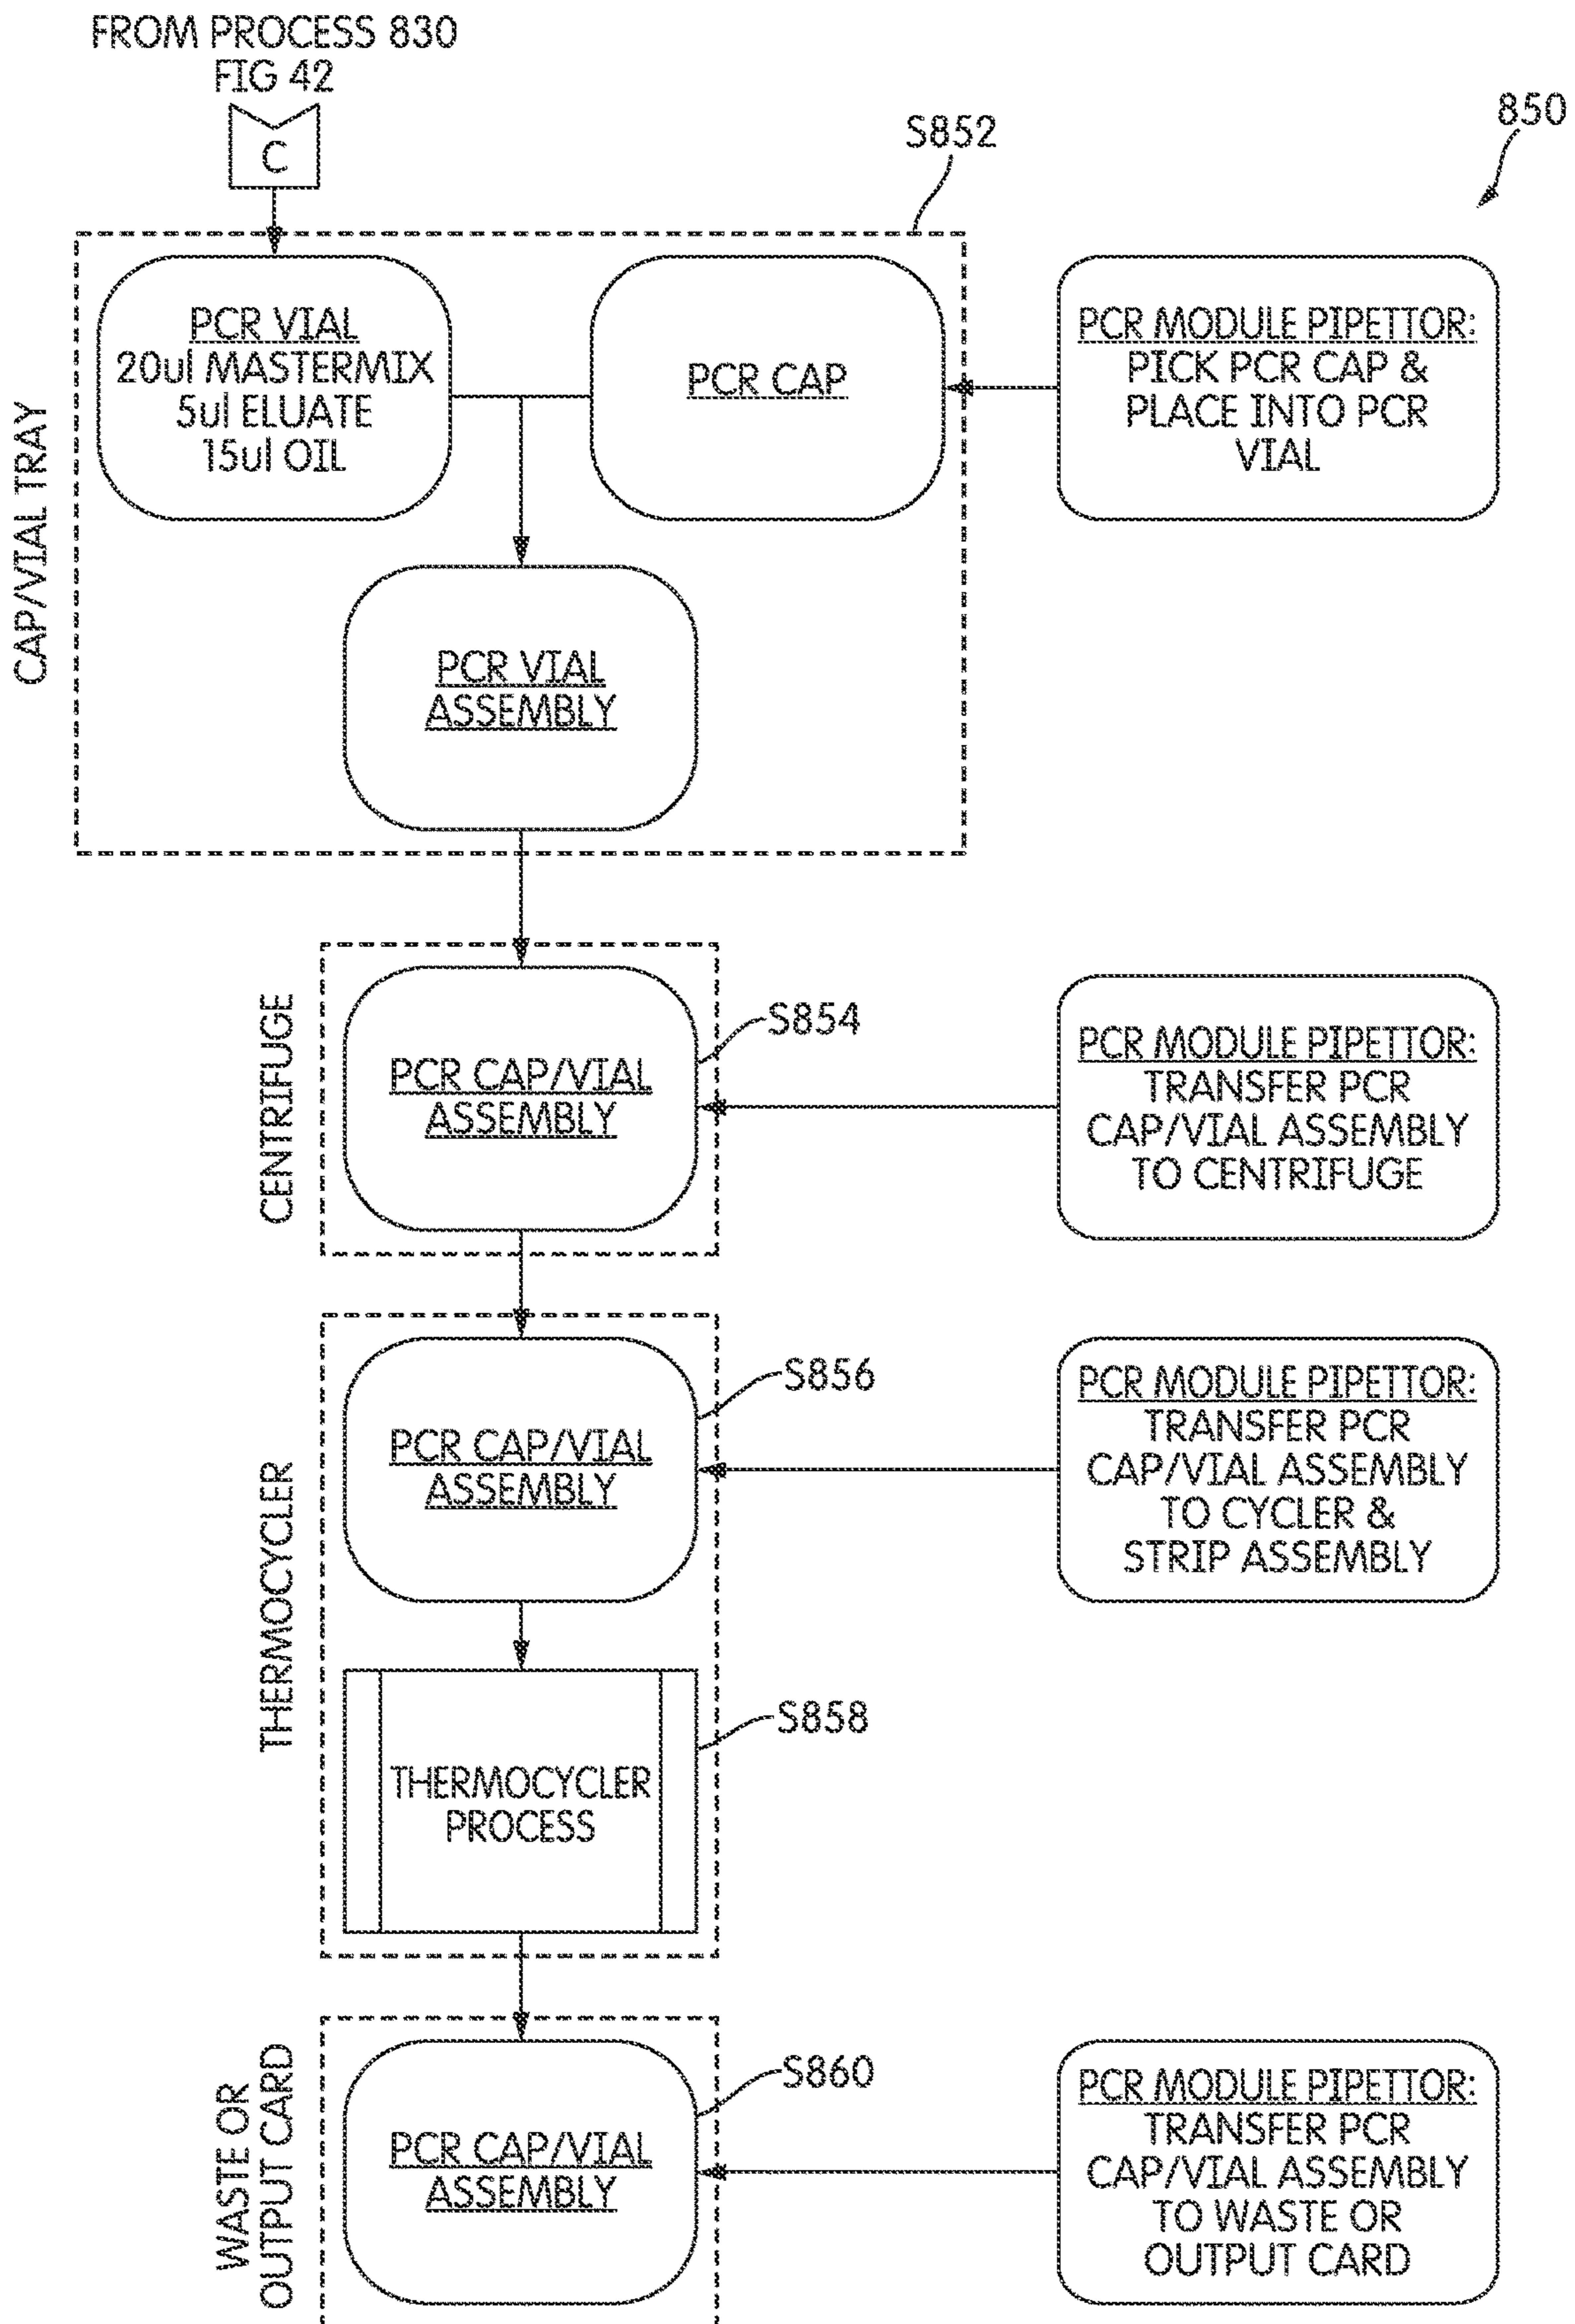 FROM PROCESS 830
FIG 42
C
850
S852
CAP/VIAL TRAY
PCR VIAL
20ul MASTERMIX
5ul ELUATE
15ul OIL
PCR CAP
PCR MODULE PIPETTOR:
PICK PCR CAP &
PLACE INTO PCR
VIAL
PCR VIAL
ASSEMBLY
CENTRIFUGE
PCR CAP/VIAL
ASSEMBLY
S854
PCR MODULE PIPETTOR:
TRANSFER PCR
CAP/VIAL ASSEMBLY
TO CENTRIFUGE
THERMOCYCLER
PCR CAP/VIAL
ASSEMBLY
S856
PCR MODULE PIPETTOR:
TRANSFER PCR
CAP/VIAL ASSEMBLY
TO CYCLER &
STRIP ASSEMBLY
THERMOCYCLER
PROCESS
S858
WASTE OR
OUTPUT CARD
PCR CAP/VIAL
ASSEMBLY
S860
PCR MODULE PIPETTOR:
TRANSFER PCR
CAP/VIAL ASSEMBLY
TO WASTE OR
OUTPUT CARD